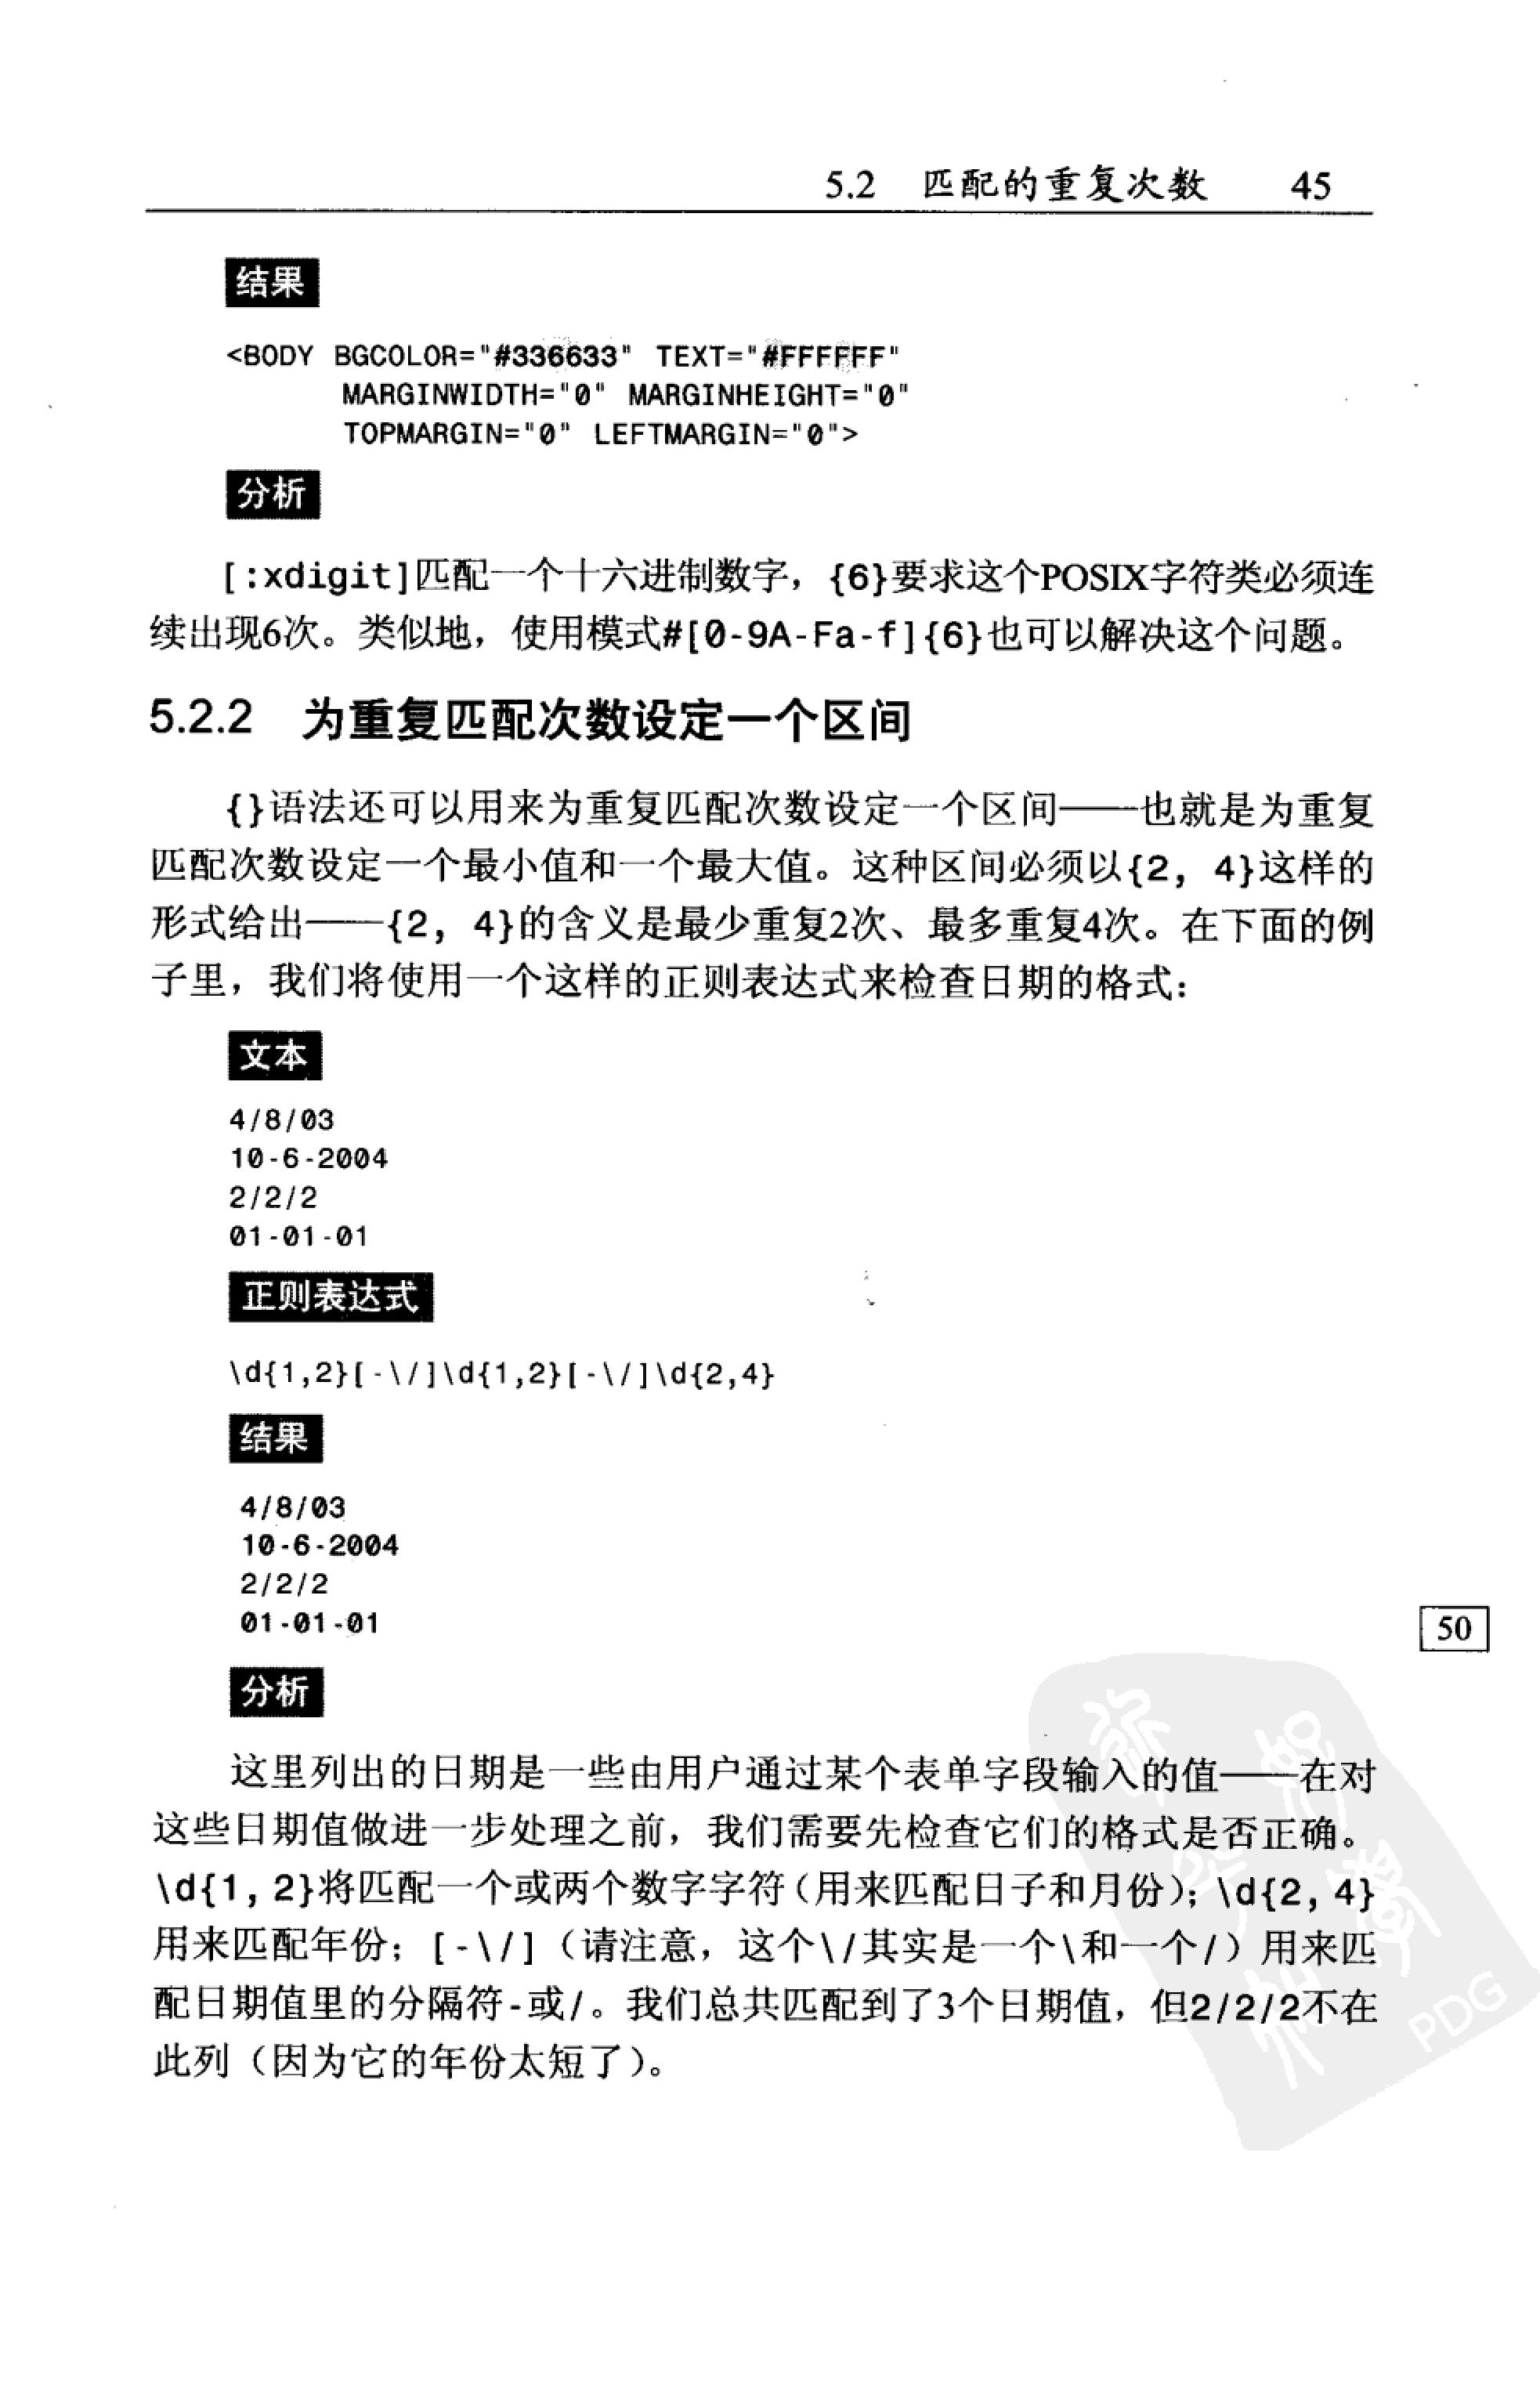 5.2 匹配的重复次数 45
结果
<BODY BGCOLOR="#336633" TEXT="#FFFFFF"
MARGINWIDTH="0" MARGINHEIGHT="0"
TOPMARGIN="0" LEFTMARGIN="0">
分析
[:xdigit]匹配一个十六进制数字，{6}要求这个POSIX字符类必须连
续出现6次。类似地，使用模式#[0-9A-Fa-f]{6}也可以解决这个问题。
5.2.2 为重复匹配次数设定一个区间
{}语法还可以用来为重复匹配次数设定一个区间——也就是为重复
匹配次数设定一个最小值和一个最大值。这种区间必须以{2, 4}这样的
形式给出——{2, 4}的含义是最少重复2次、最多重复4次。在下面的例
子里，我们将使用一个这样的正则表达式来检查日期的格式：
文本
4/8/03
10-6-2004
2/2/2
01-01-01
正则表达式
\d{1,2}[-\/]\d{1,2}[-\/]\d{2,4}
结果
4/8/03
10-6-2004
2/2/2
01-01-01
50
分析
这里列出的日期是一些由用户通过某个表单字段输入的值——在对
这些日期值做进一步处理之前，我们需要先检查它们的格式是否正确。
\d{1, 2}将匹配一个或两个数字字符（用来匹配日子和月份）；\d{2, 4}
用来匹配年份；[-\/]（请注意，这个\/其实是一个\和一个/）用来匹
配日期值里的分隔符-或/。我们总共匹配到了3个日期值，但2/2/2不在
此列（因为它的年份太短了）。
PDG